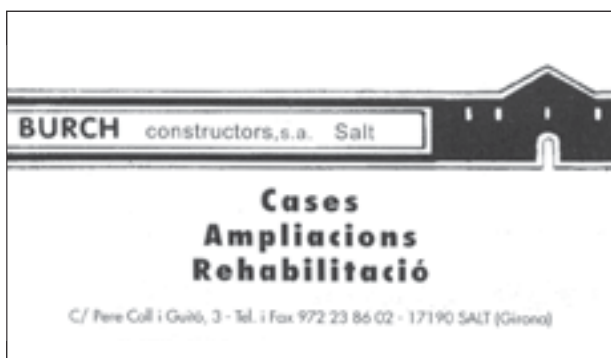 BURCH constructors,s.a. Salt
Cases
Ampliacions
Rehabilitació
C/ Pere Coll i Guitó, 3 - Tel. i Fax 972 23 86 02 - 17190 SALT (Girona)